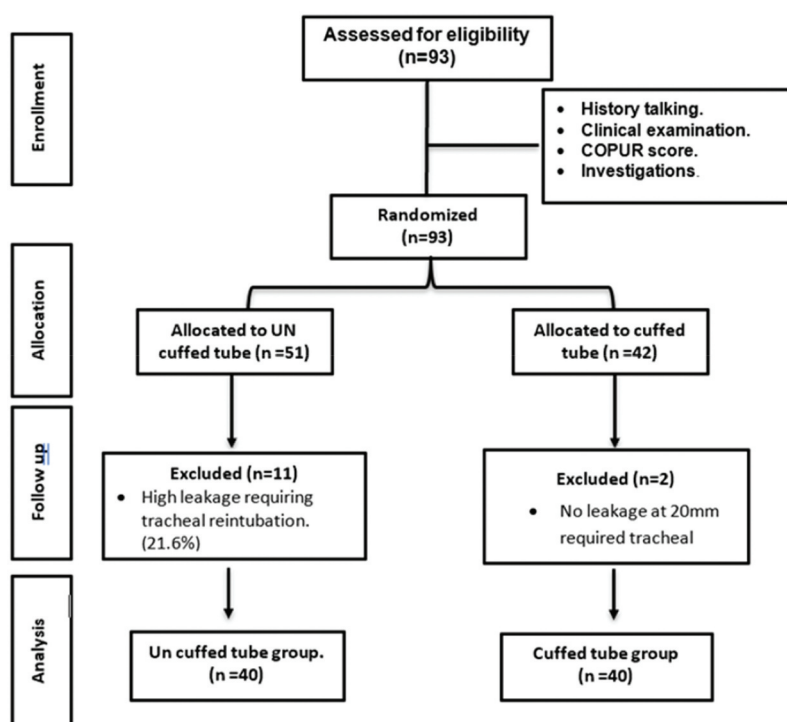 Enrollment
Assessed for eligibility
(n=93)
• History talking.
• Clinical examination.
• COPUR score.
• Investigations.
Randomized
(n=93)
Allocation
Allocated to UN
cuffed tube (n =51)
Allocated to cuffed
tube (n =42)
Follow up
Excluded (n=11)
• High leakage requiring
tracheal reintubation.
(21.6%)
Excluded (n=2)
• No leakage at 20mm
required tracheal
Analysis
Un cuffed tube group.
(n =40)
Cuffed tube group
(n =40)